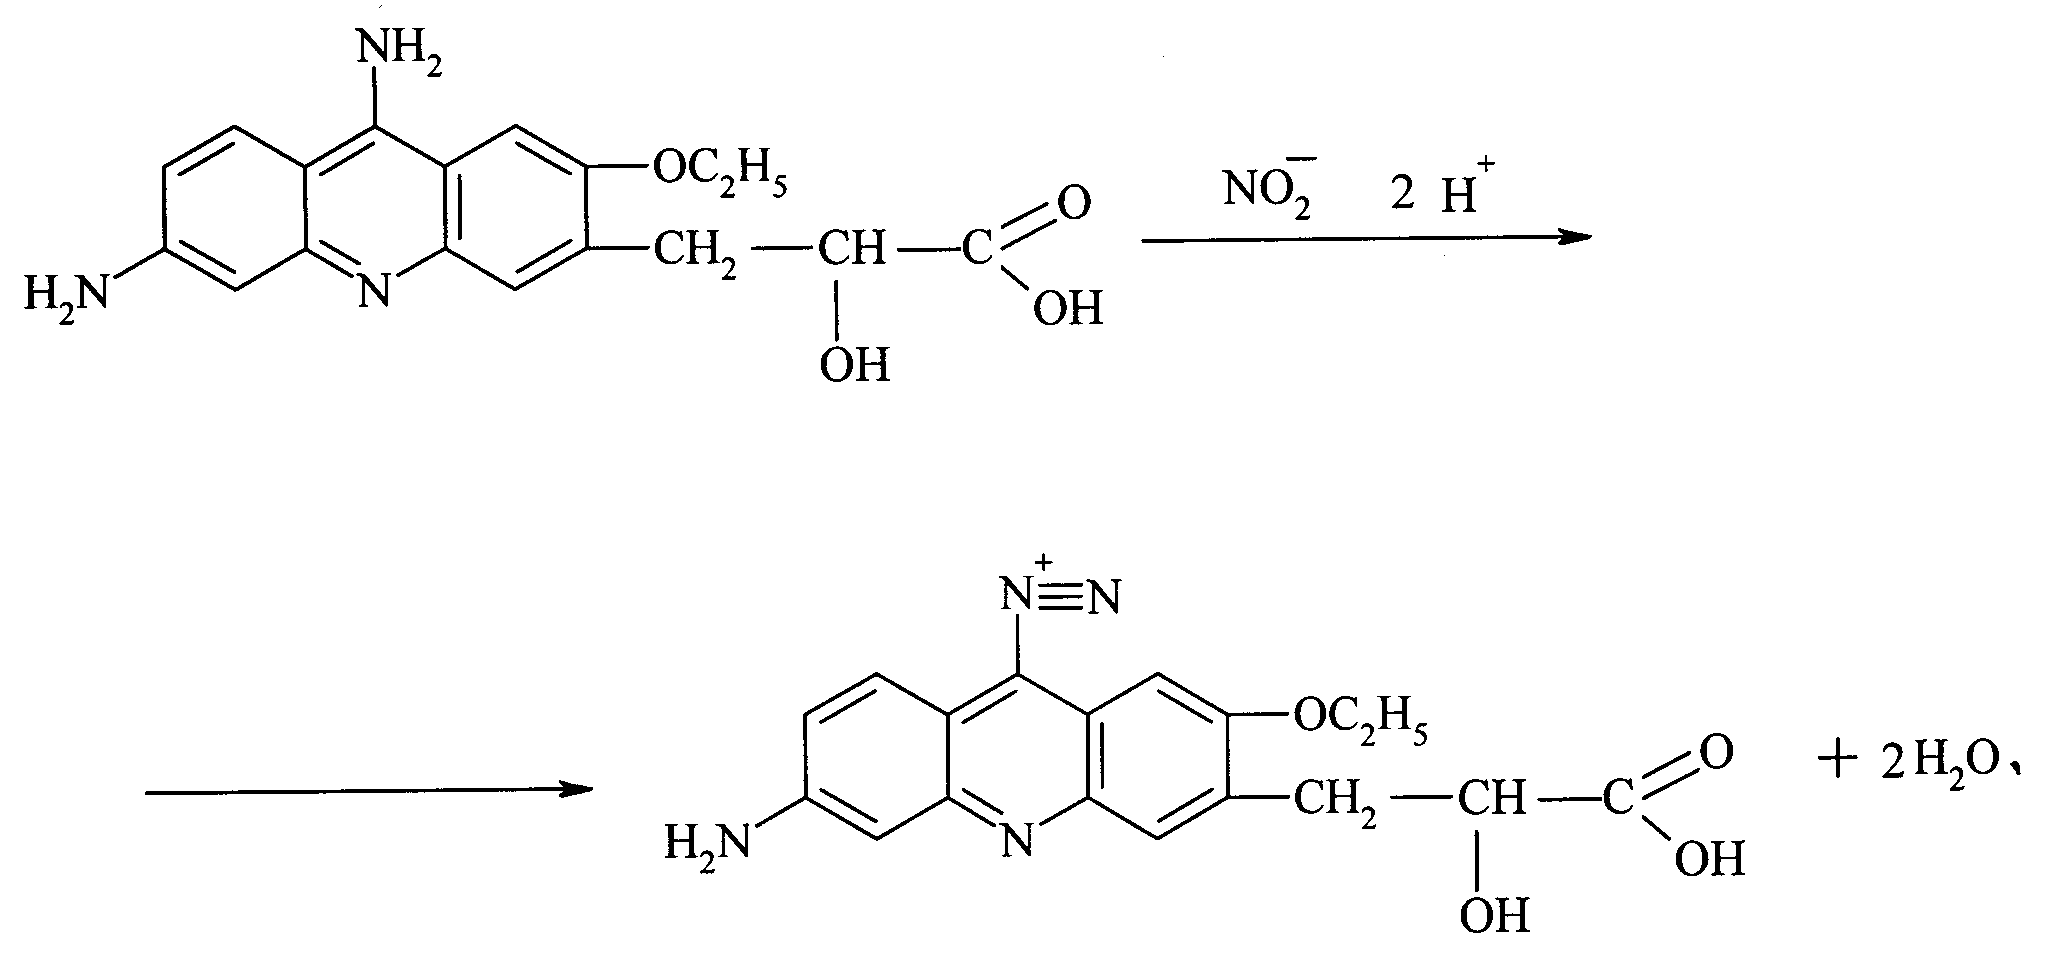 NH₂
OC₂H₅
O
NO₂⁻ 2 H⁺
H₂N N CH₂ CH C
OH
OH
N⁺ N
OC₂H₅
O
+ 2H₂O,
H₂N N CH₂ CH C
OH
OH